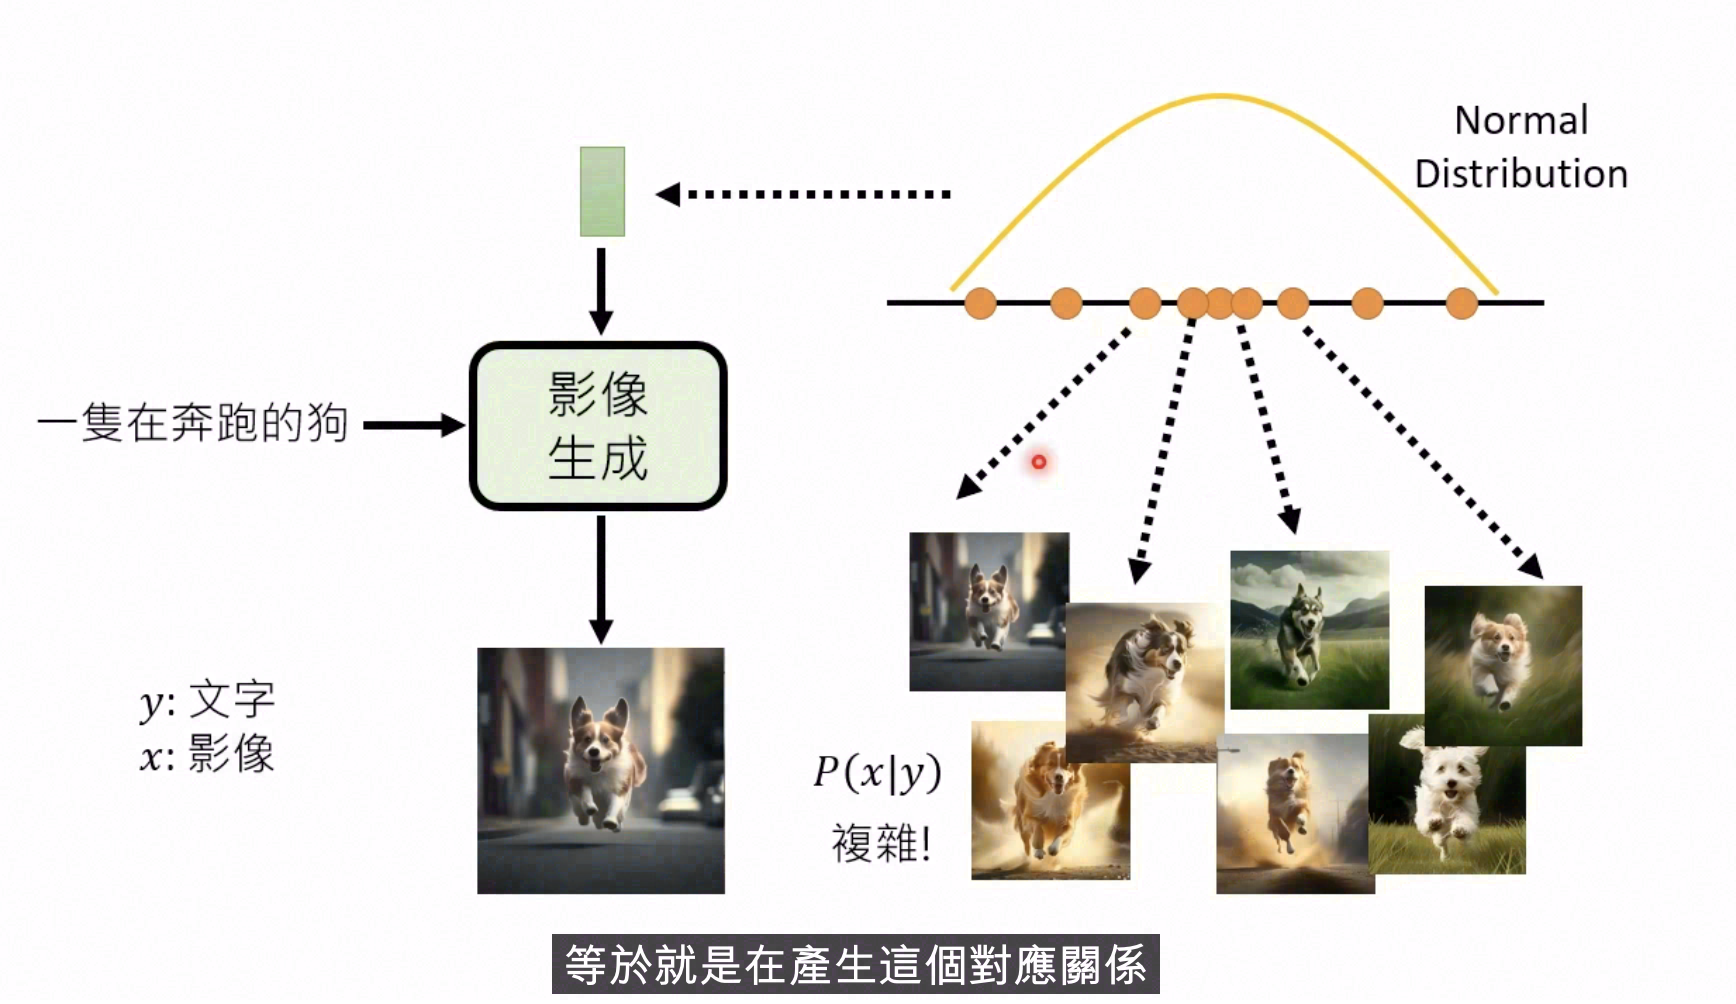 Normal
Distribution
影像
生成
一隻在奔跑的狗
y: 文字
x: 影像
P(x|y)
複雜!
等於就是在產生這個對應關係